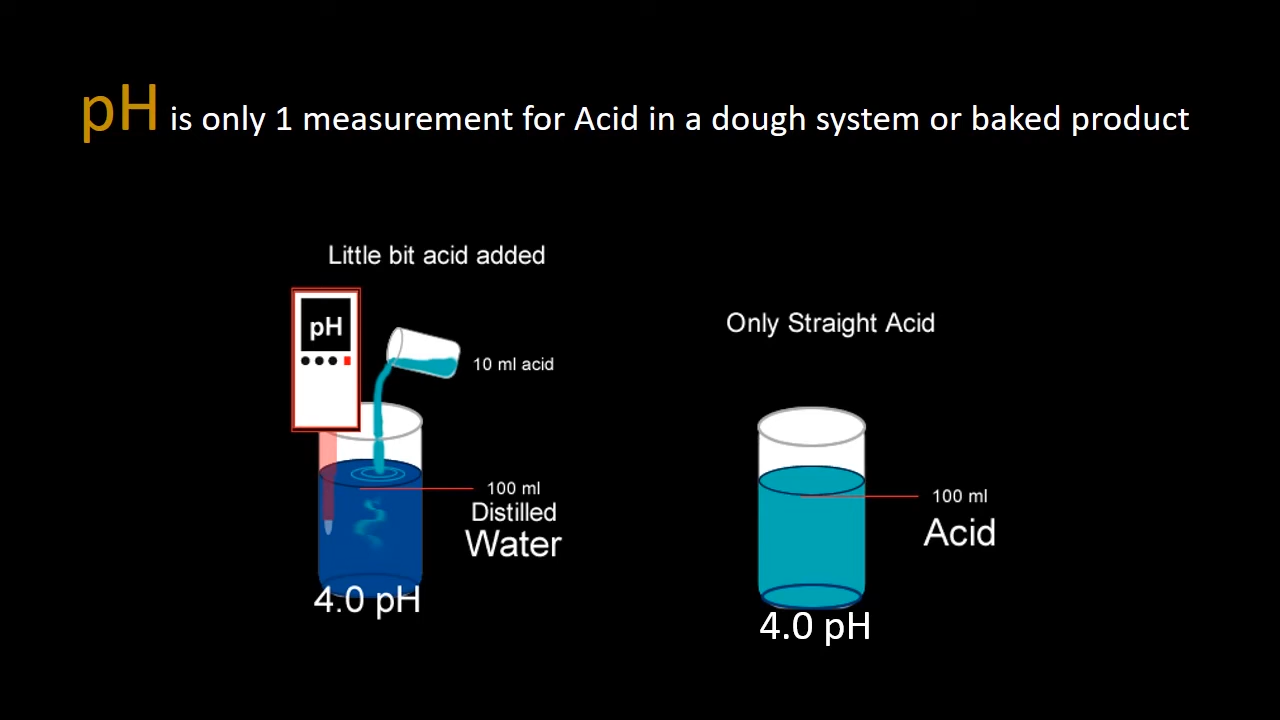 pH is only 1 measurement for Acid in a dough system or baked product
Little bit acid added
pH
10 ml acid
100 ml
Distilled
Water
4.0 pH
Only Straight Acid
100 ml
Acid
4.0 pH